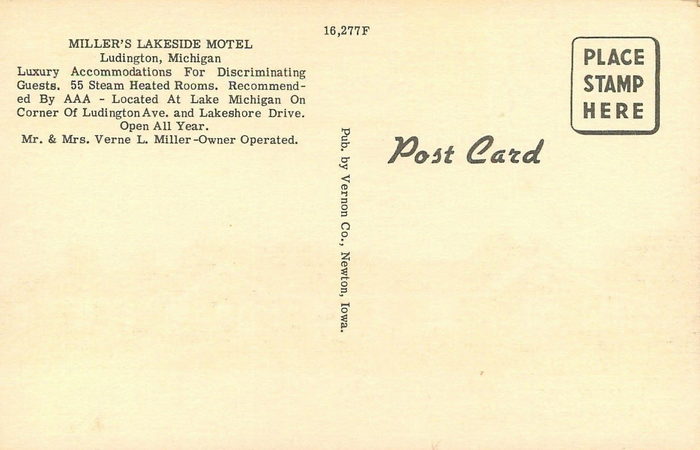 16,277F
MILLER'S LAKESIDE MOTEL
Ludington, Michigan
Luxury Accommodations For Discriminating
Guests. 55 Steam Heated Rooms. Recommend-
ed By AAA - Located At Lake Michigan On
Corner Of Ludington Ave. and Lakeshore Drive.
Open All Year.
Mr. & Mrs. Verne L. Miller-Owner Operated.
Pub. by Vernon Co., Newton, Iowa.
Post Card
PLACE
STAMP
HERE